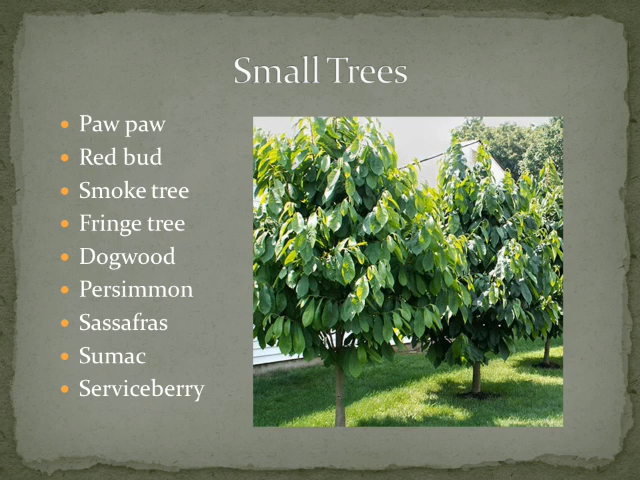 Small Trees
Paw paw
Red bud
Smoke tree
Fringe tree
Dogwood
Persimmon
Sassafras
Sumac
Serviceberry